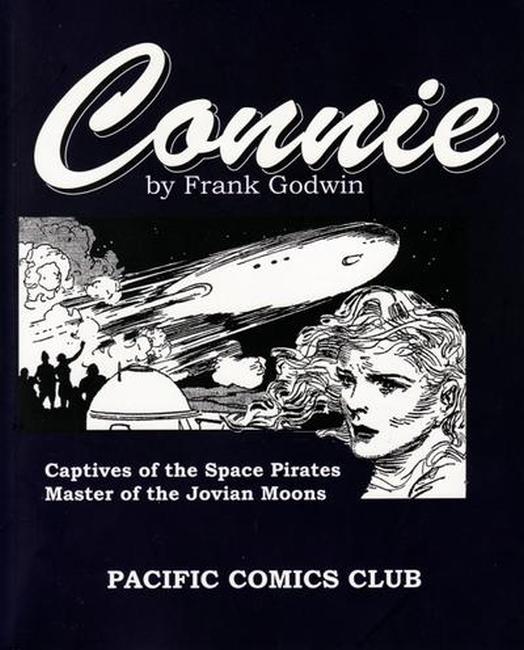 Connie
by Frank Godwin
Captives of the Space Pirates
Master of the Jovian Moons
PACIFIC COMICS CLUB